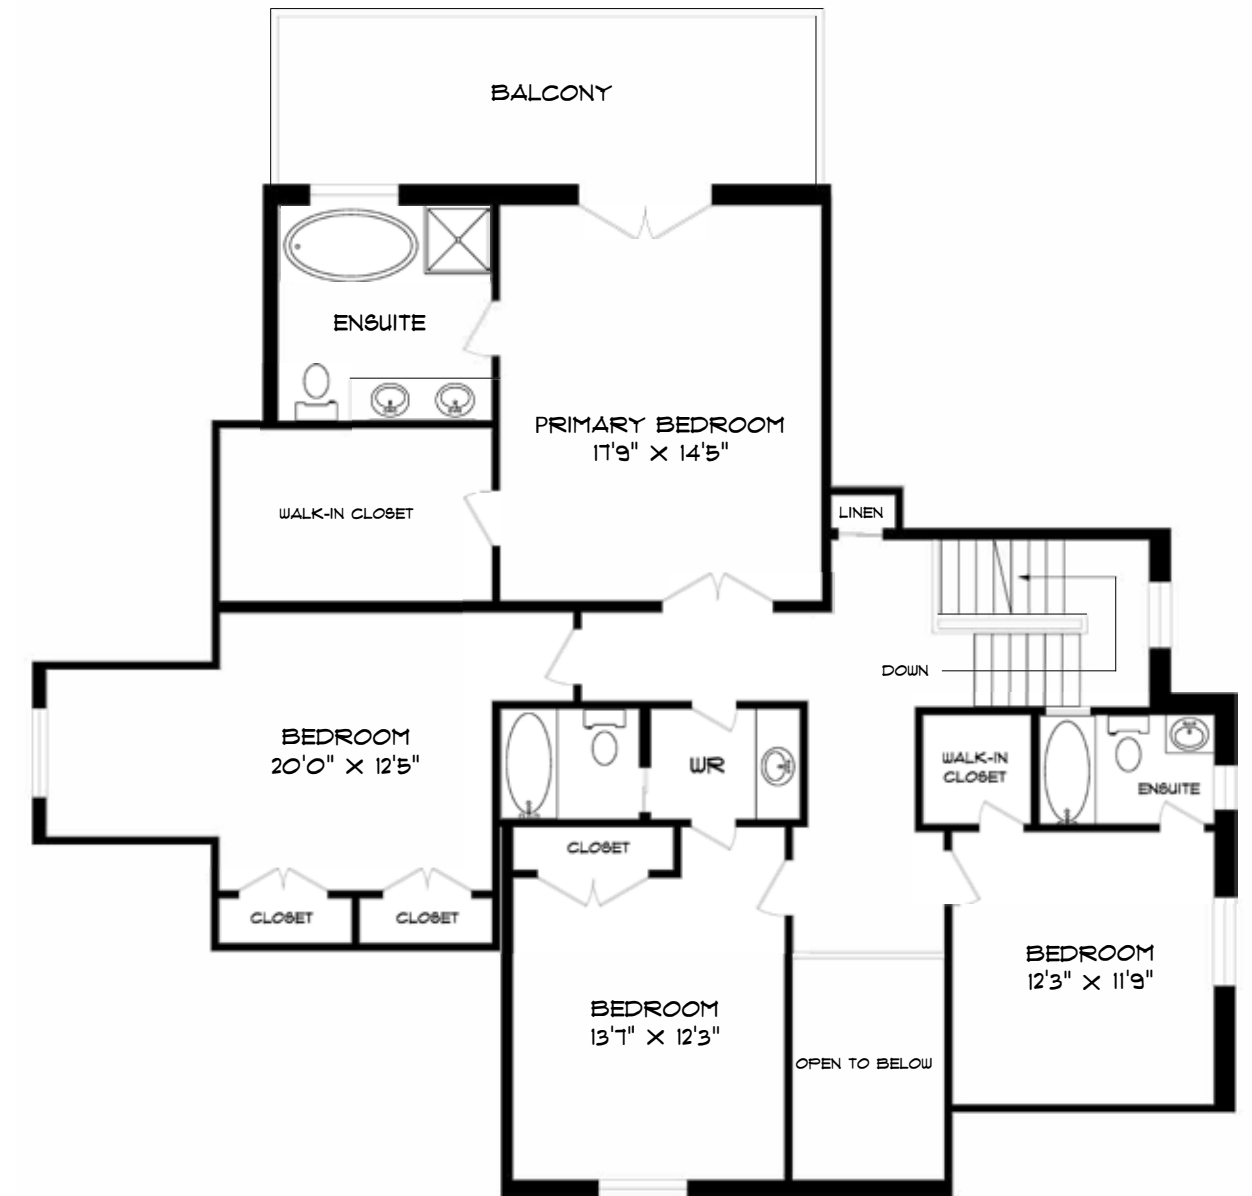 BALCONY
ENSUITE
PRIMARY BEDROOM
17'9" X 14'5"
WALK-IN CLOSET
LINEN
DOWN
BEDROOM
20'0" X 12'5"
WR
WALK-IN
CLOSET
ENSUITE
CLOSET
CLOSET
CLOSET
BEDROOM
12'3" X 11'9"
BEDROOM
13'7" X 12'3"
OPEN TO BELOW